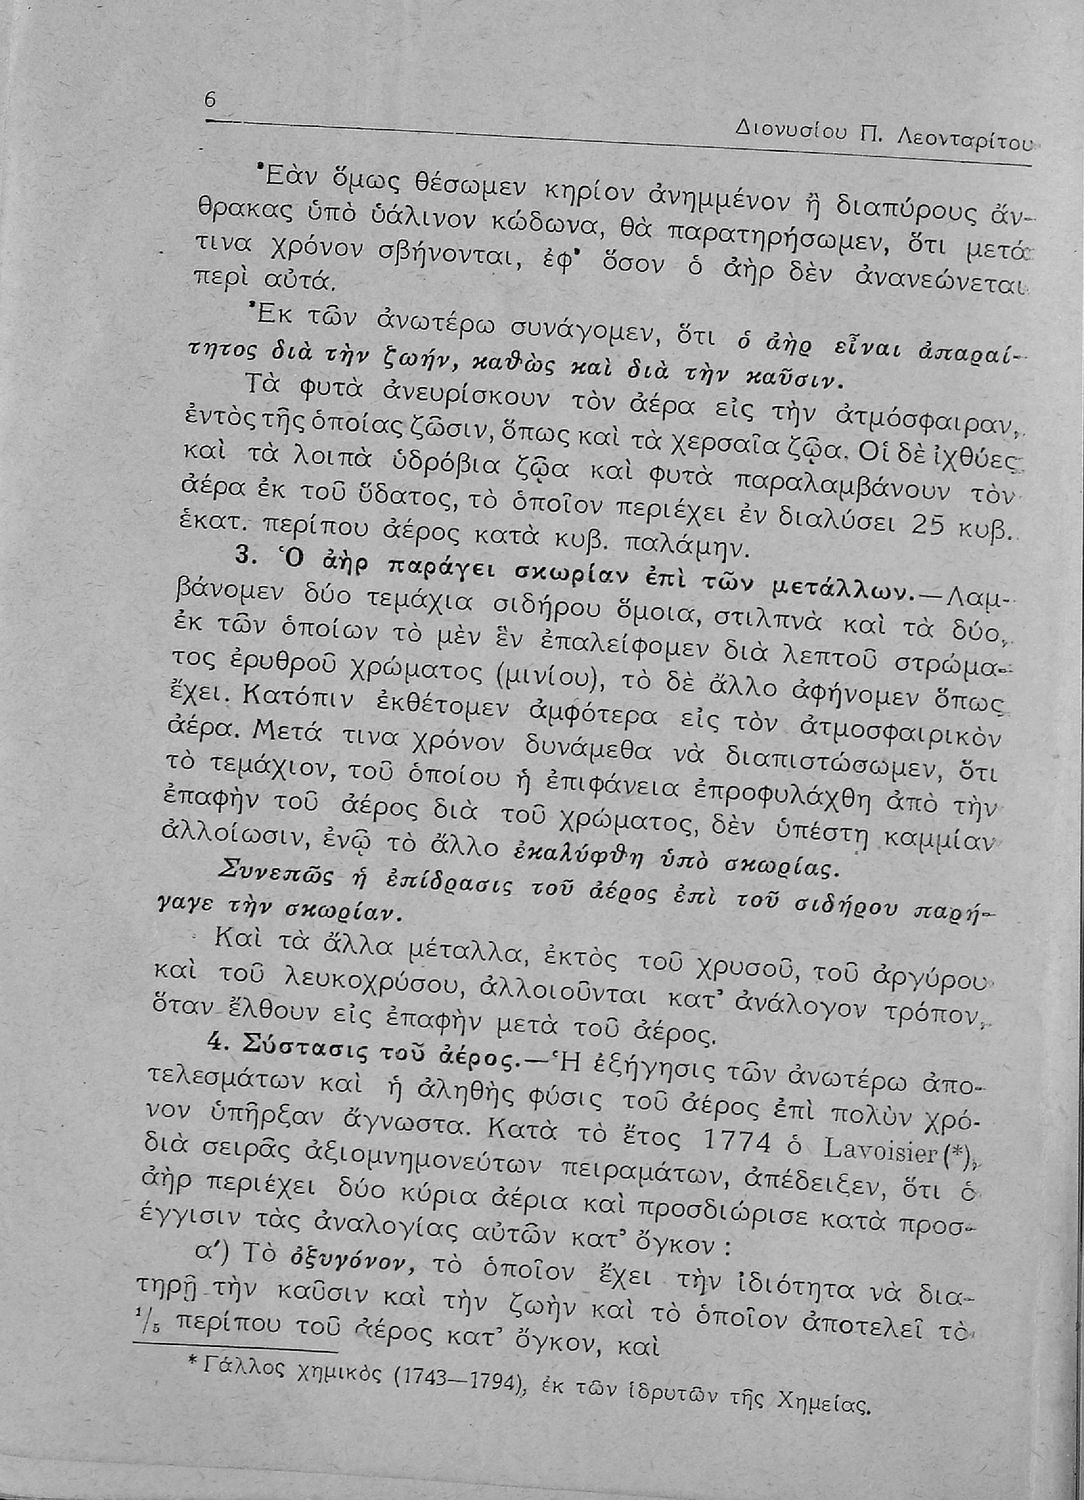 6
Διονυσίου Π. Λεονταρίτου
Ἐὰν ὅμως θέσωμεν κηρίον ἀνημμένον ἢ διαπύρους ἄν-
θρακας ὑπὸ ὑάλινον κώδωνα, θὰ παρατηρήσωμεν, ὅτι μετά
τινα χρόνον σβήνονται, ἐφ' ὅσον ὁ ἀὴρ δὲν ἀνανεώνεται
περὶ αὐτά.
Ἐκ τῶν ἀνωτέρω συνάγομεν, ὅτι ὁ ἀὴρ εἶναι ἀπαραί-
τητος διὰ τὴν ζωήν, καθὼς καὶ διὰ τὴν καῦσιν.
Τὰ φυτὰ ἀνευρίσκουν τὸν ἀέρα εἰς τὴν ἀτμόσφαιραν,
ἐντὸς τῆς ὁποίας ζῶσιν, ὅπως καὶ τὰ χερσαῖα ζῷα. Οἱ δὲ ἰχθύες
καὶ τὰ λοιπὰ ὑδρόβια ζῷα καὶ φυτὰ παραλαμβάνουν τὸν
ἀέρα ἐκ τοῦ ὕδατος, τὸ ὁποῖον περιέχει ἐν διαλύσει 25 κυβ.
ἑκατ. περίπου ἀέρος κατὰ κυβ. παλάμην.
3. Ὁ ἀὴρ παράγει σκωρίαν ἐπὶ τῶν μετάλλων.—Λαμ-
βάνομεν δύο τεμάχια σιδήρου ὅμοια, στιλπνὰ καὶ τὰ δύο,
ἐκ τῶν ὁποίων τὸ μὲν ἓν ἐπαλείφομεν διὰ λεπτοῦ στρώμα-
τος ἐρυθροῦ χρώματος (μινίου), τὸ δὲ ἄλλο ἀφήνομεν ὅπως
ἔχει. Κατόπιν ἐκθέτομεν ἀμφότερα εἰς τὸν ἀτμοσφαιρικὸν
ἀέρα. Μετά τινα χρόνον δυνάμεθα νὰ διαπιστώσωμεν, ὅτι
τὸ τεμάχιον, τοῦ ὁποίου ἡ ἐπιφάνεια ἐπροφυλάχθη ἀπὸ τὴν
ἐπαφὴν τοῦ ἀέρος διὰ τοῦ χρώματος, δὲν ὑπέστη καμμίαν
ἀλλοίωσιν, ἐνῷ τὸ ἄλλο ἐκαλύφθη ὑπὸ σκωρίας.
Συνεπῶς ἡ ἐπίδρασις τοῦ ἀέρος ἐπὶ τοῦ σιδήρου παρή-
γαγε τὴν σκωρίαν.
Καὶ τὰ ἄλλα μέταλλα, ἐκτὸς τοῦ χρυσοῦ, τοῦ ἀργύρου
καὶ τοῦ λευκοχρύσου, ἀλλοιοῦνται κατ' ἀνάλογον τρόπον,
ὅταν ἔλθουν εἰς ἐπαφὴν μετὰ τοῦ ἀέρος.
4. Σύστασις τοῦ ἀέρος.—Ἡ ἐξήγησις τῶν ἀνωτέρω ἀπο-
τελεσμάτων καὶ ἡ ἀληθὴς φύσις τοῦ ἀέρος ἐπὶ πολὺν χρό-
νον ὑπῆρξαν ἄγνωστα. Κατὰ τὸ ἔτος 1774 ὁ Lavoisier (*),
διὰ σειρᾶς ἀξιομνημονεύτων πειραμάτων, ἀπέδειξεν, ὅτι ὁ
ἀὴρ περιέχει δύο κύρια ἀέρια καὶ προσδιώρισε κατὰ προσ-
έγγισιν τὰς ἀναλογίας αὐτῶν κατ' ὄγκον :
α') Τὸ ὀξυγόνον, τὸ ὁποῖον ἔχει τὴν ἰδιότητα νὰ δια-
τηρῇ τὴν καῦσιν καὶ τὴν ζωὴν καὶ τὸ ὁποῖον ἀποτελεῖ τὸ
1/5 περίπου τοῦ ἀέρος κατ' ὄγκον, καὶ
* Γάλλος χημικὸς (1743—1794), ἐκ τῶν ἱδρυτῶν τῆς Χημείας.